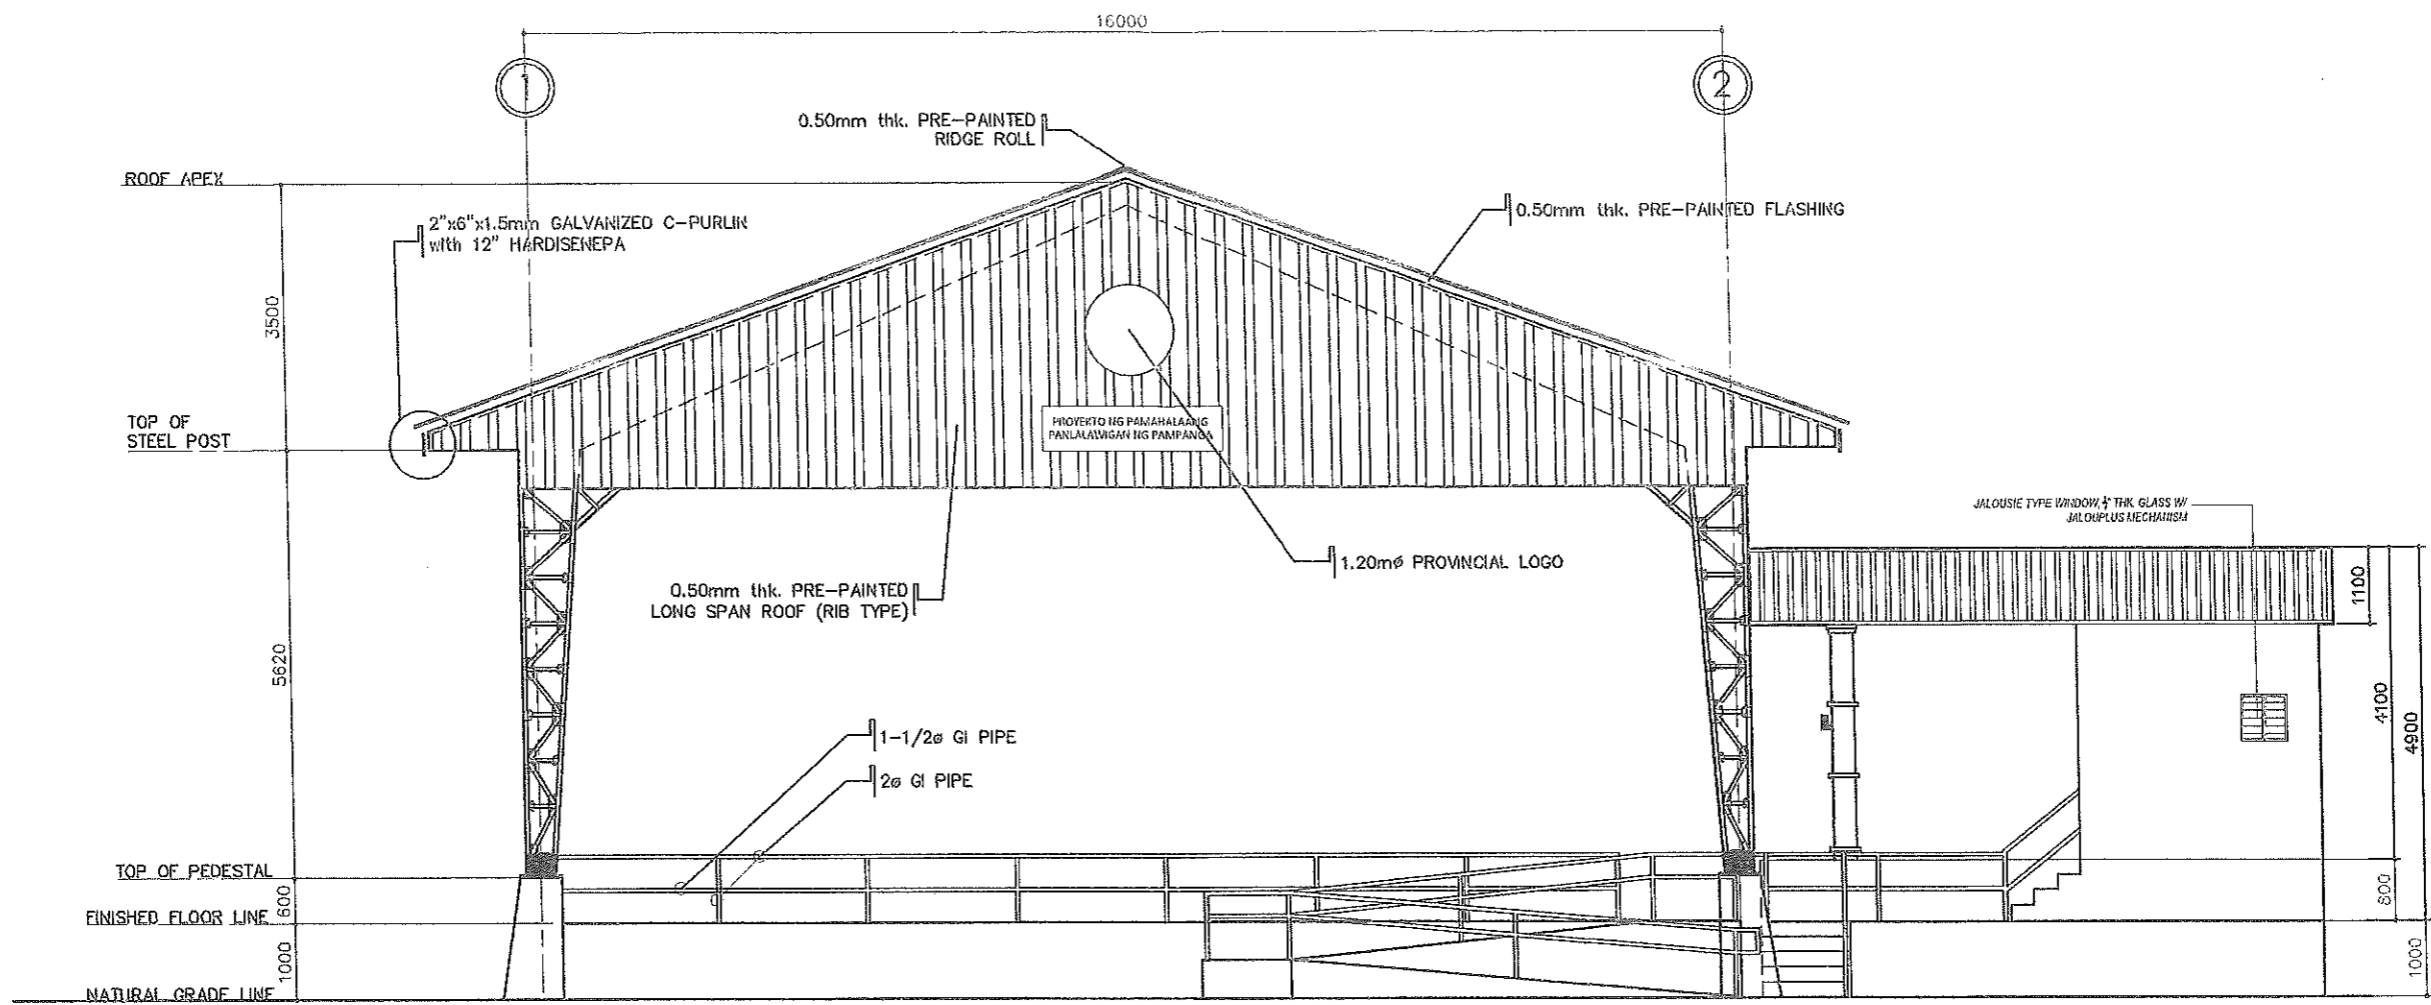 16000
1
2
0.50mm thk. PRE-PAINTED
RIDGE ROLL
ROOF APEX
2"x6"x1.5mm GALVANIZED C-PURLIN
with 12" HARDISENEPA
0.50mm thk. PRE-PAINTED FLASHING
3500
TOP OF
STEEL POST
PROYEKTO NG PAMAHALAANG
PANLALAWIGAN NG PAMPANGA
JALOUSIE TYPE WINDOW, THK. GLASS W/
JALOUPLUS MECHANISM
1.20mø PROVINCIAL LOGO
0.50mm thk. PRE-PAINTED
LONG SPAN ROOF (RIB TYPE)
1100
5620
4100
4900
1-1/2ø GI PIPE
2ø GI PIPE
TOP OF PEDESTAL
600
800
FINISHED FLOOR LINE
1000
1000
NATURAL GRADE LINE